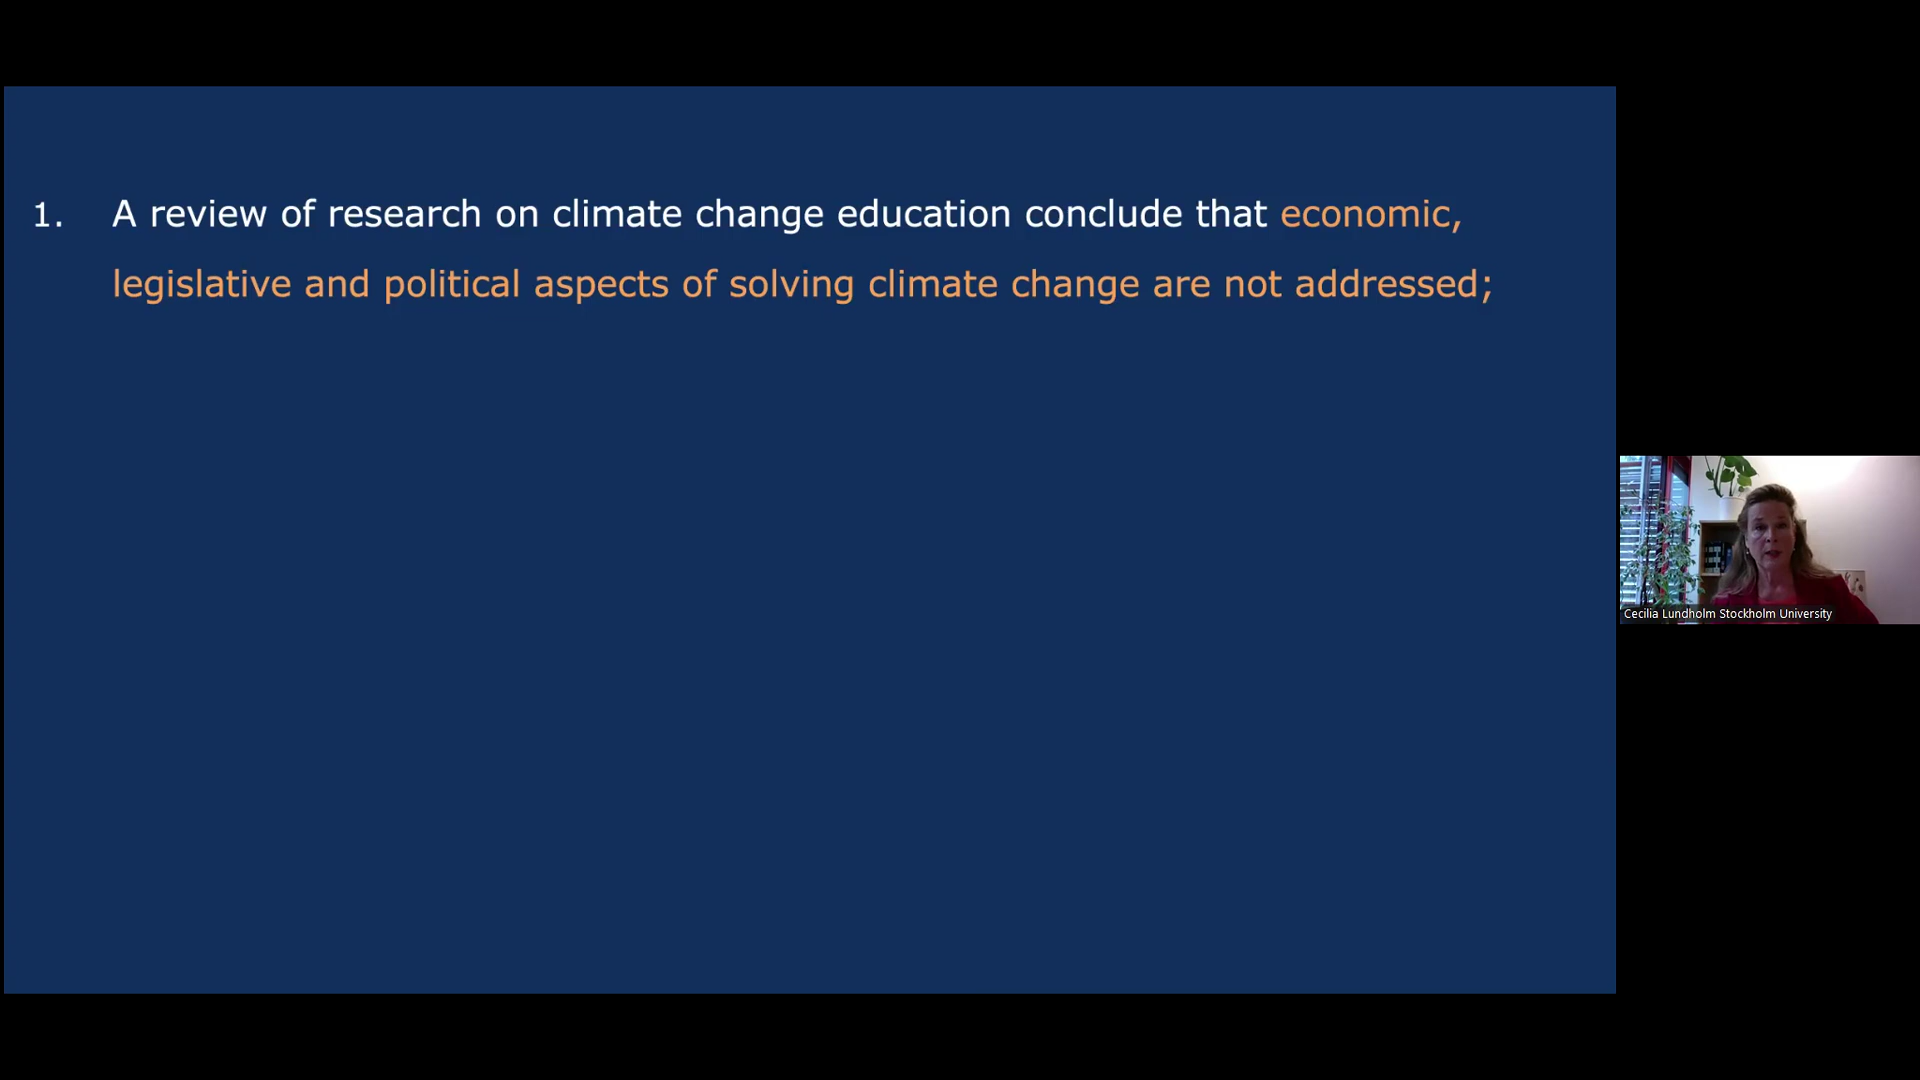 1. A review of research on climate change education conclude that economic,
legislative and political aspects of solving climate change are not addressed;
Cecilia Lundholm Stockholm University